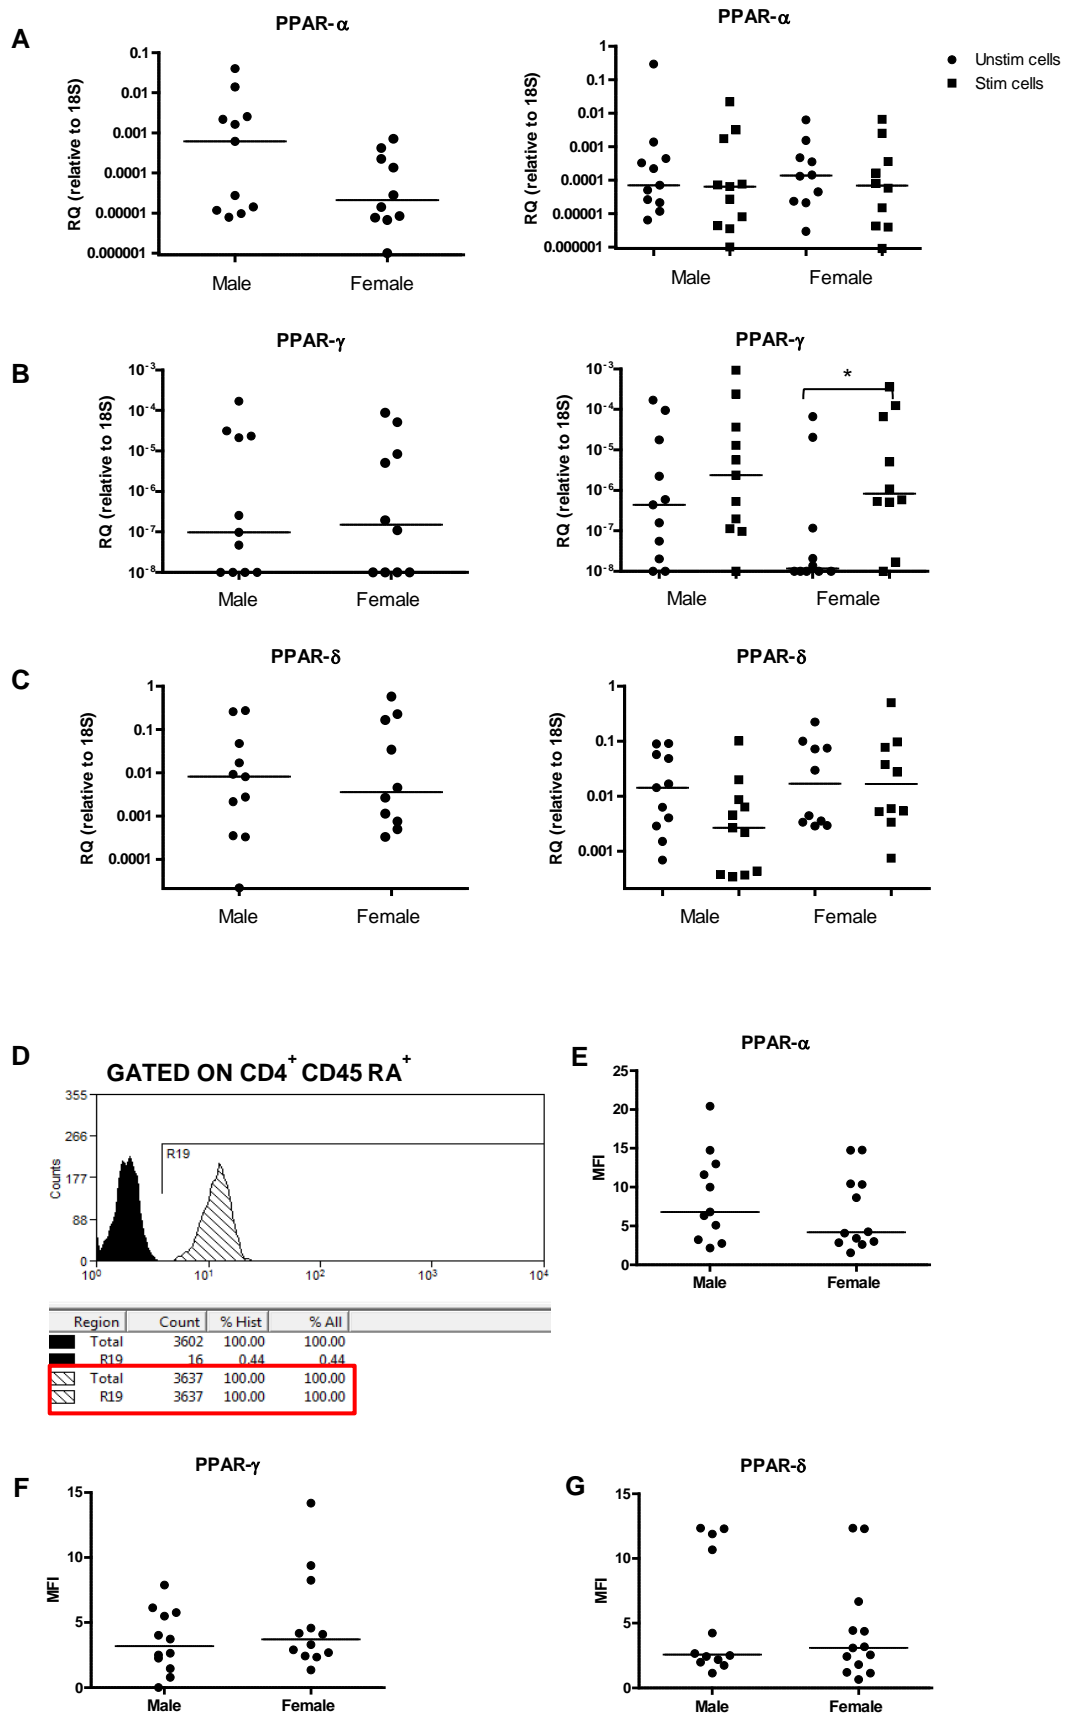 A
PPAR-α
RQ (relative to 18S)
0.1
0.01
0.001
0.0001
0.00001
0.000001
Male
Female
PPAR-α
RQ (relative to 18S)
1
0.1
0.01
0.001
0.0001
0.00001
0.000001
Male
Female
Unstim cells
Stim cells
B
PPAR-γ
RQ (relative to 18S)
10⁻³
10⁻⁴
10⁻⁵
10⁻⁶
10⁻⁷
10⁻⁸
Male
Female
PPAR-γ
RQ (relative to 18S)
10⁻³
10⁻⁴
10⁻⁵
10⁻⁶
10⁻⁷
10⁻⁸
*
Male
Female
C
PPAR-δ
RQ (relative to 18S)
1
0.1
0.01
0.001
0.0001
Male
Female
PPAR-δ
RQ (relative to 18S)
1
0.1
0.01
0.001
Male
Female
D
GATED ON CD4⁺ CD45 RA⁺
Counts
355
266
177
88
0
R19
10⁰ 10¹ 10² 10³ 10⁴
Region Count % Hist % All
Total 3602 100.00 100.00
R19 16 0.44 0.44
Total 3637 100.00 100.00
R19 3637 100.00 100.00
E
PPAR-α
MFI
25
20
15
10
5
0
Male
Female
F
PPAR-γ
MFI
15
10
5
0
Male
Female
G
PPAR-δ
MFI
15
10
5
0
Male
Female